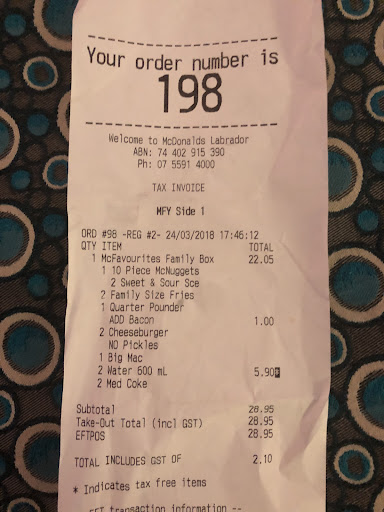 Your order number is
198
Welcome to McDonalds Labrador
ABN: 74 402 915 390
Ph: 07 5591 4000
TAX INVOICE
MFY Side 1
ORD #98 -REG #2- 24/03/2018 17:46:12
QTY ITEM TOTAL
1 McFavourites Family Box 22.05
1 10 Piece McNuggets
2 Sweet & Sour Sce
2 Family Size Fries
1 Quarter Pounder
ADD Bacon 1.00
2 Cheeseburger
NO Pickles
1 Big Mac
2 Water 600 mL 5.90
2 Med Coke
Subtotal 28.95
Take-Out Total (incl GST) 28.95
EFTPOS 28.95
TOTAL INCLUDES GST OF 2.10
* Indicates tax free items
transaction information --